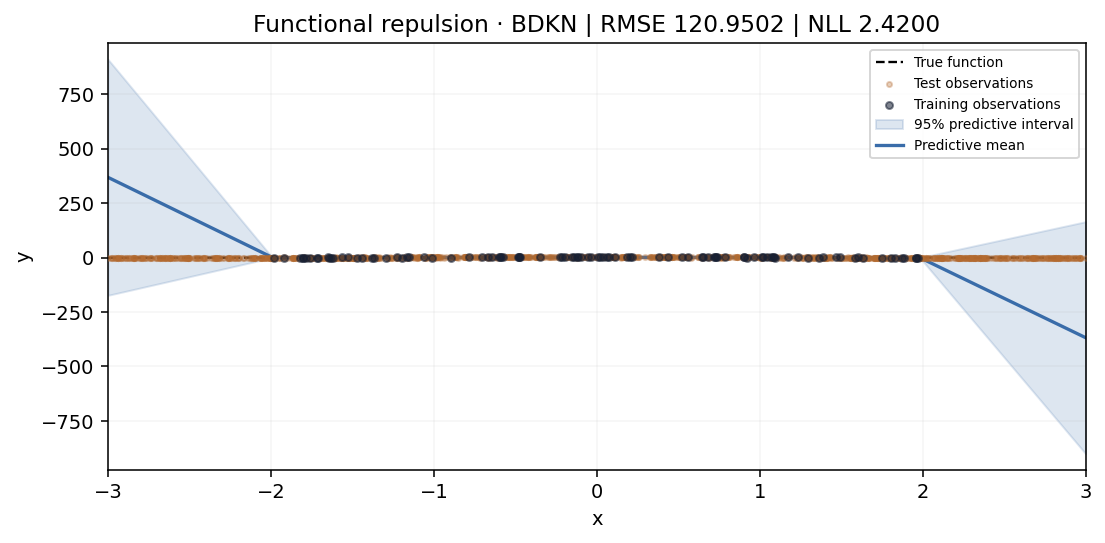 Functional repulsion · BDKN | RMSE 120.9502 | NLL 2.4200
True function
Test observations
Training observations
95% predictive interval
Predictive mean
750
500
250
0
−250
−500
−750
y
−3
−2
−1
0
1
2
3
x